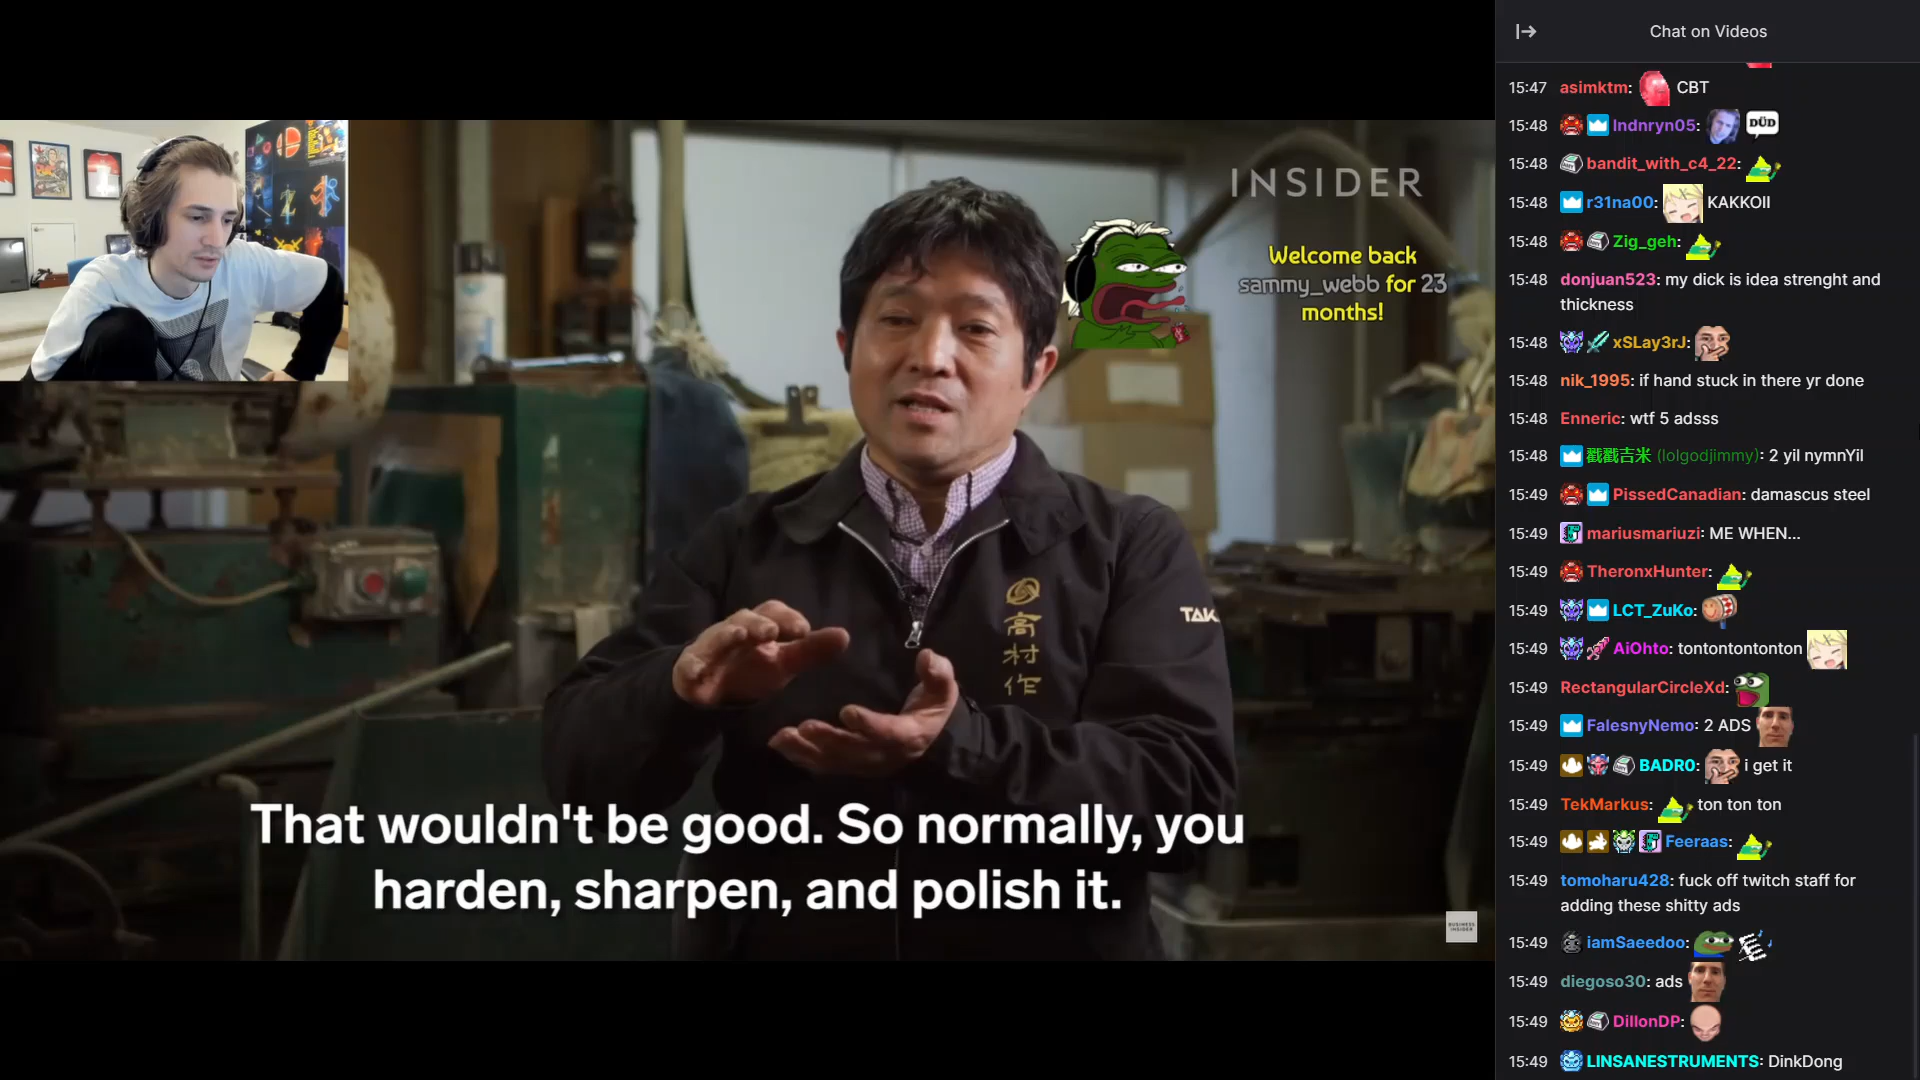 INSIDER
Welcome back
sammy_webb for 23
months!
高
村
作
TAK
That wouldn't be good. So normally, you
harden, sharpen, and polish it.
BUSINESS
INSIDER
Chat on Videos
15:47 asimktm: CBT
15:48 lndnryn05: DÜD
15:48 bandit_with_c4_22:
15:48 r31na00: KAKKOII
15:48 Zig_geh:
15:48 donjuan523: my dick is idea strenght and
thickness
15:48 xSLay3rJ:
15:48 nik_1995: if hand stuck in there yr done
15:48 Enneric: wtf 5 adsss
15:48 戳戳吉米 (lolgodjimmy): 2 yil nymnYil
15:49 PissedCanadian: damascus steel
15:49 mariusmariuzi: ME WHEN...
15:49 TheronxHunter:
15:49 LCT_ZuKo:
15:49 AiOhto: tontontontonton
15:49 RectangularCircleXd:
15:49 FalesnyNemo: 2 ADS
15:49 BADR0: i get it
15:49 TekMarkus: ton ton ton
15:49 Feeraas:
15:49 tomoharu428: fuck off twitch staff for
adding these shitty ads
15:49 iamSaeedoo:
15:49 diegoso30: ads
15:49 DillonDP:
15:49 LINSANESTRUMENTS: DinkDong